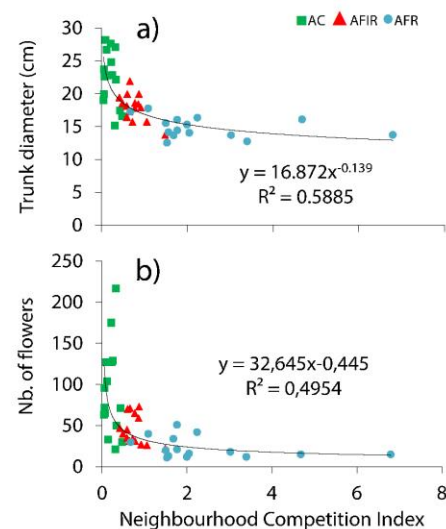 AC AFIR AFR
a)
Trunk diameter (cm)
30
25
20
15
10
5
0
y = 16.872x-0.139
R² = 0.5885
b)
Nb. of flowers
250
200
150
100
50
0
y = 32,645x-0,445
R² = 0,4954
0 2 4 6 8
Neighbourhood Competition Index